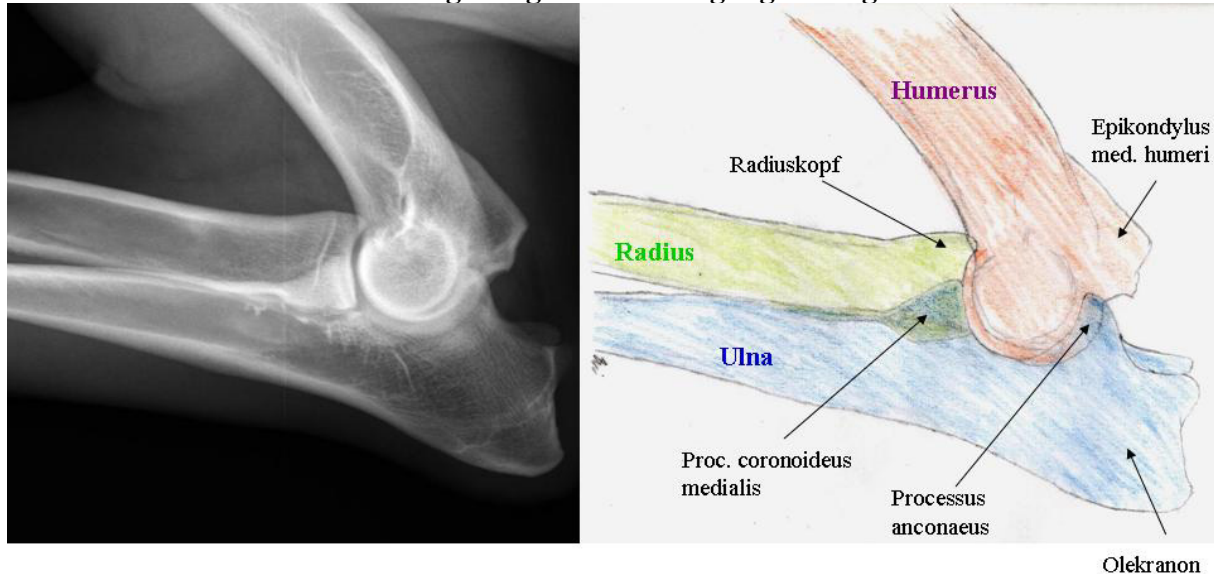 Humerus
Epikondylus
med. humeri
Radiuskopf
Radius
Ulna
Proc. coronoideus
medialis
Processus
anconaeus
Olekranon